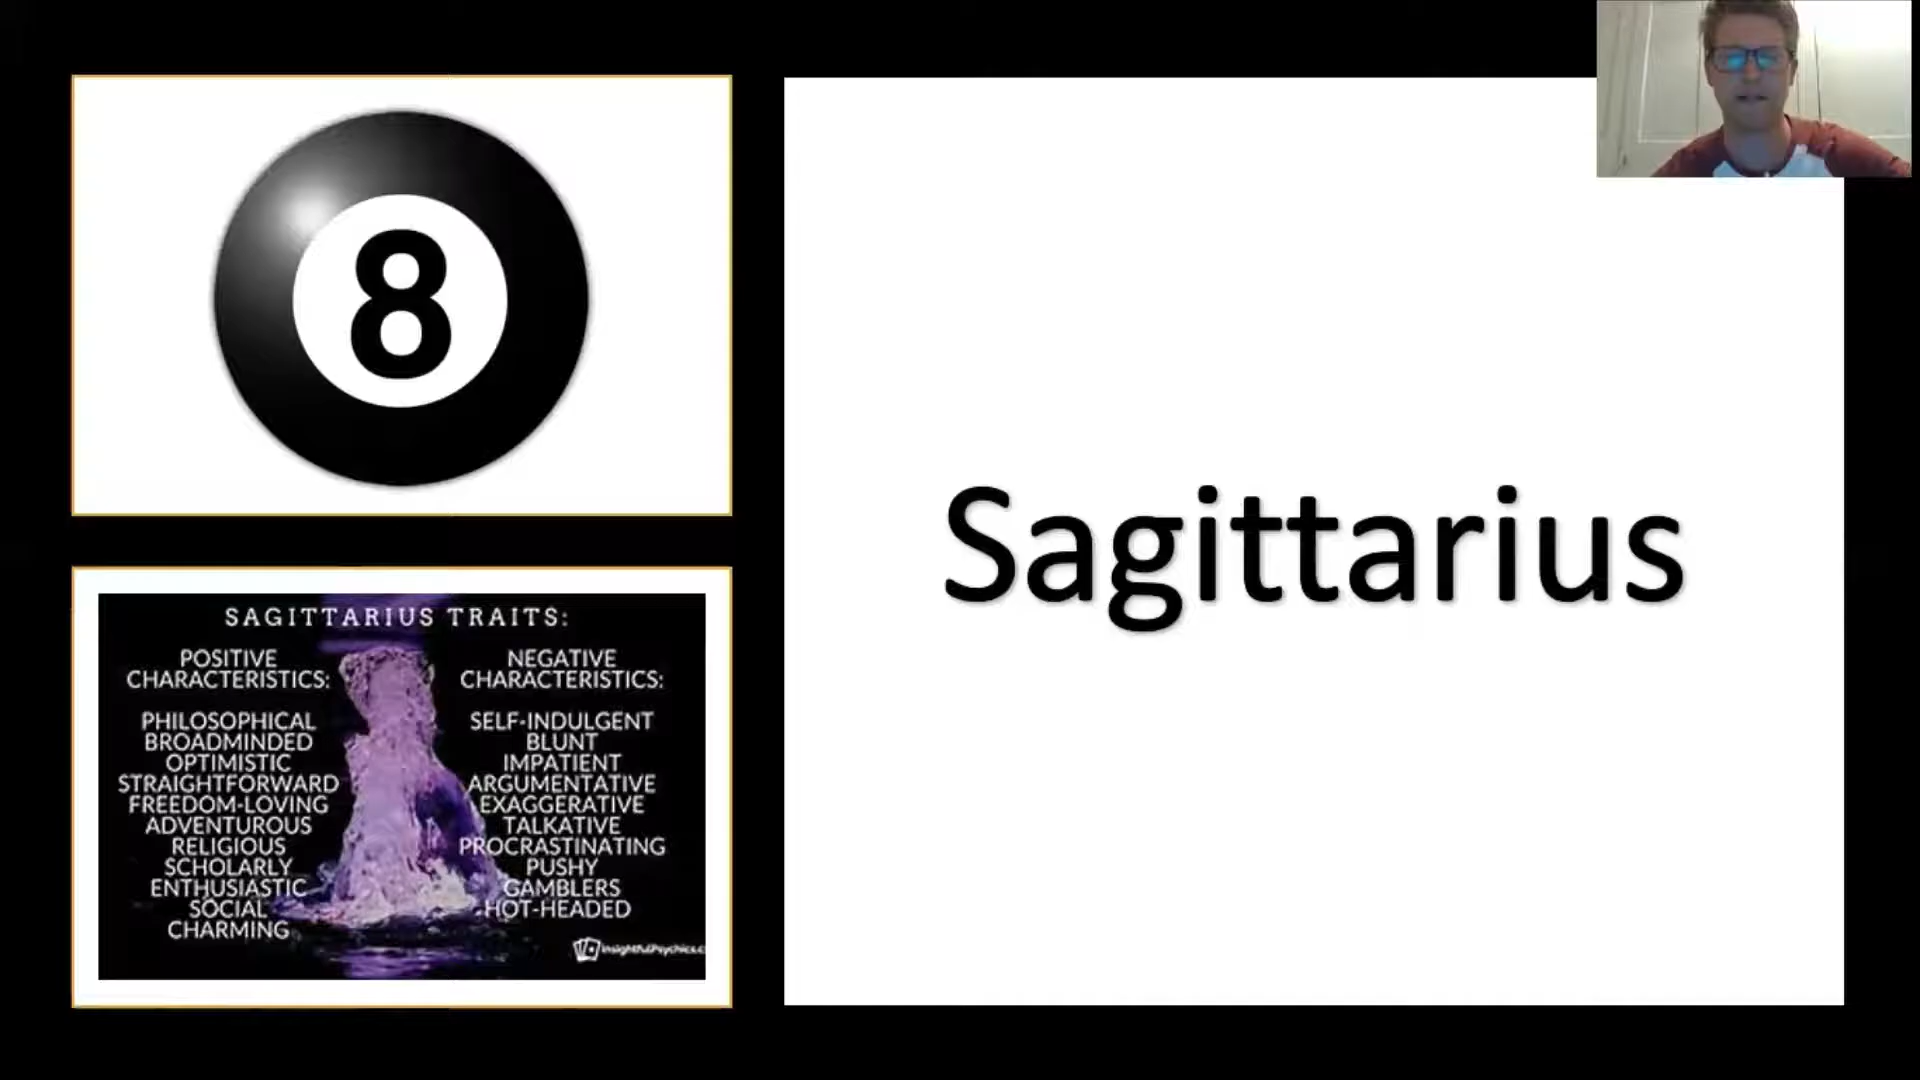 8
SAGITTARIUS TRAITS:
POSITIVE
CHARACTERISTICS:
PHILOSOPHICAL
BROADMINDED
OPTIMISTIC
STRAIGHTFORWARD
FREEDOM-LOVING
ADVENTUROUS
RELIGIOUS
SCHOLARLY
ENTHUSIASTIC
SOCIAL
CHARMING
NEGATIVE
CHARACTERISTICS:
SELF-INDULGENT
BLUNT
IMPATIENT
ARGUMENTATIVE
EXAGGERATIVE
TALKATIVE
PROCRASTINATING
PUSHY
GAMBLERS
HOT-HEADED
InsightfulPsychics.c
Sagittarius